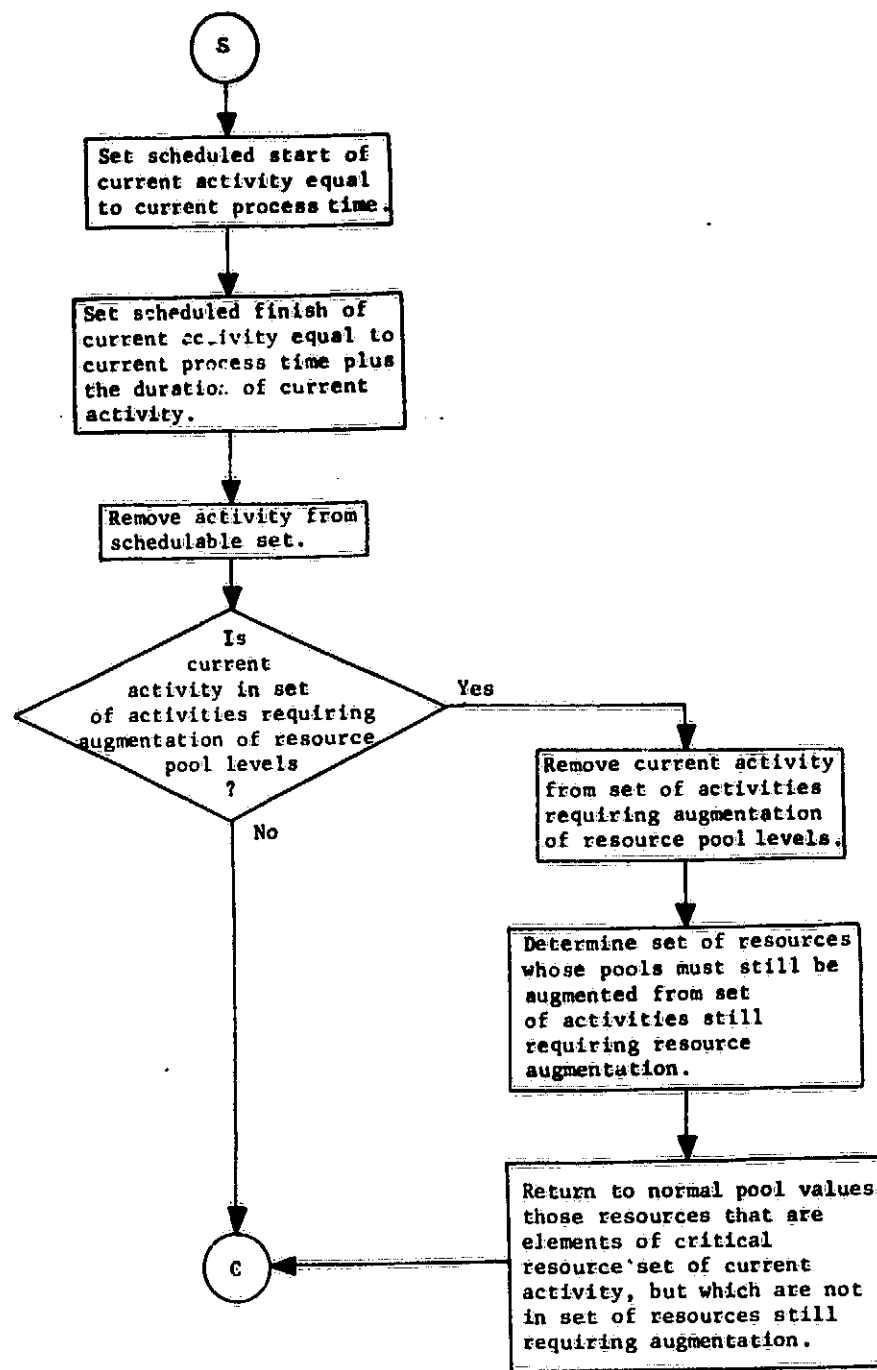 S
Set scheduled start of
current activity equal
to current process time.
Set scheduled finish of
current activity equal to
current process time plus
the duration of current
activity.
Remove activity from
schedulable set.
Is
current
activity in set
of activities requiring
augmentation of resource
pool levels
?
Yes
No
Remove current activity
from set of activities
requiring augmentation
of resource pool levels.
Determine set of resources
whose pools must still be
augmented from set
of activities still
requiring resource
augmentation.
Return to normal pool values
those resources that are
elements of critical
resource set of current
activity, but which are not
in set of resources still
requiring augmentation.
C